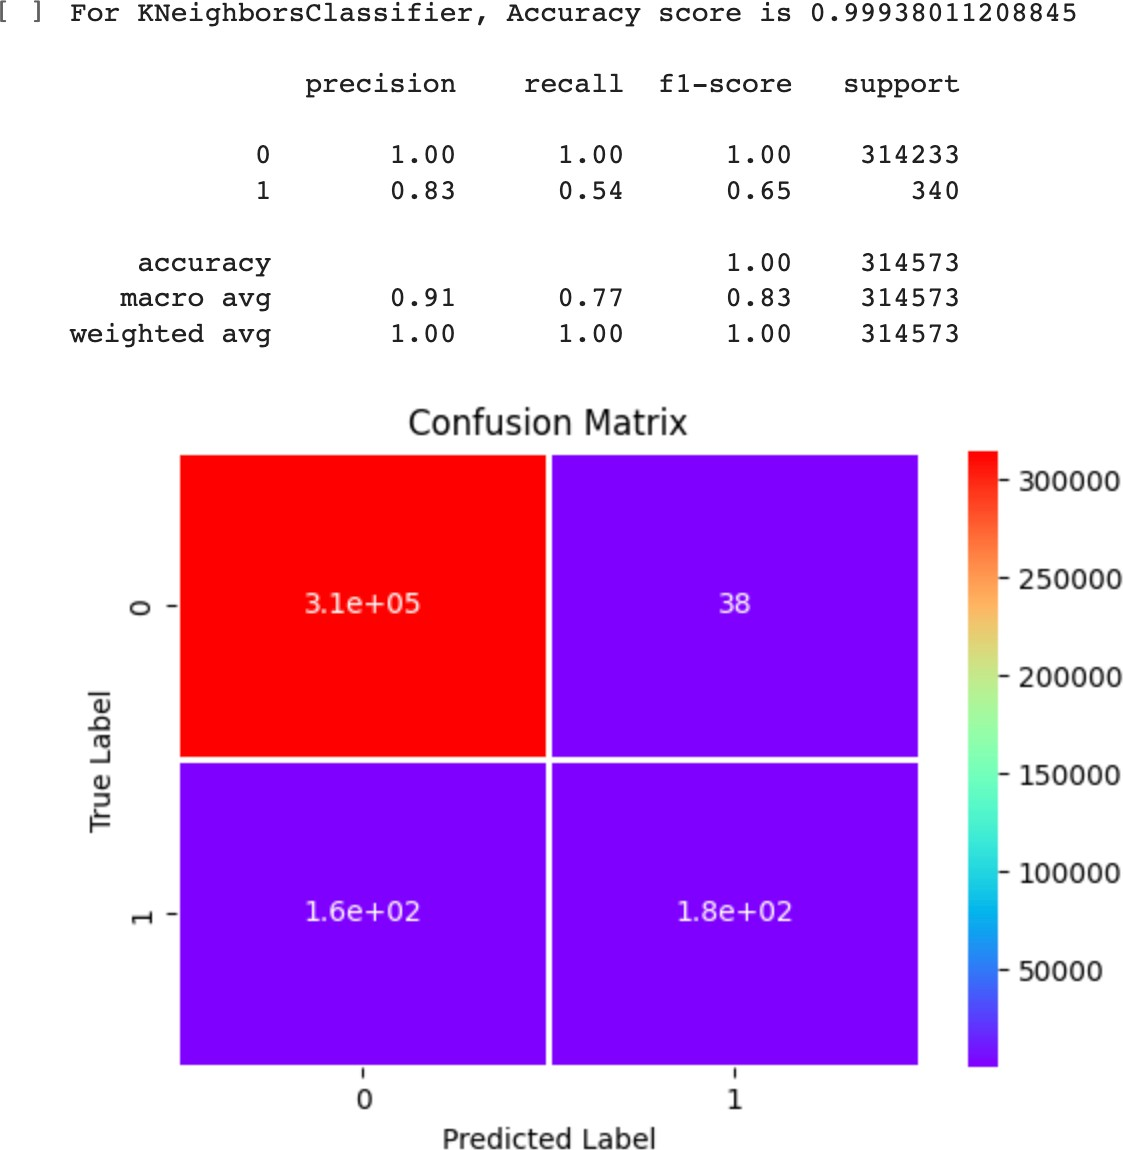 [ ] For KNeighborsClassifier, Accuracy score is 0.99938011208845
precision recall f1-score support
0 1.00 1.00 1.00 314233
1 0.83 0.54 0.65 340
accuracy 1.00 314573
macro avg 0.91 0.77 0.83 314573
weighted avg 1.00 1.00 1.00 314573
Confusion Matrix
300000
250000
200000
150000
100000
50000
True Label
0
1
3.1e+05 38
1.6e+02 1.8e+02
0 1
Predicted Label